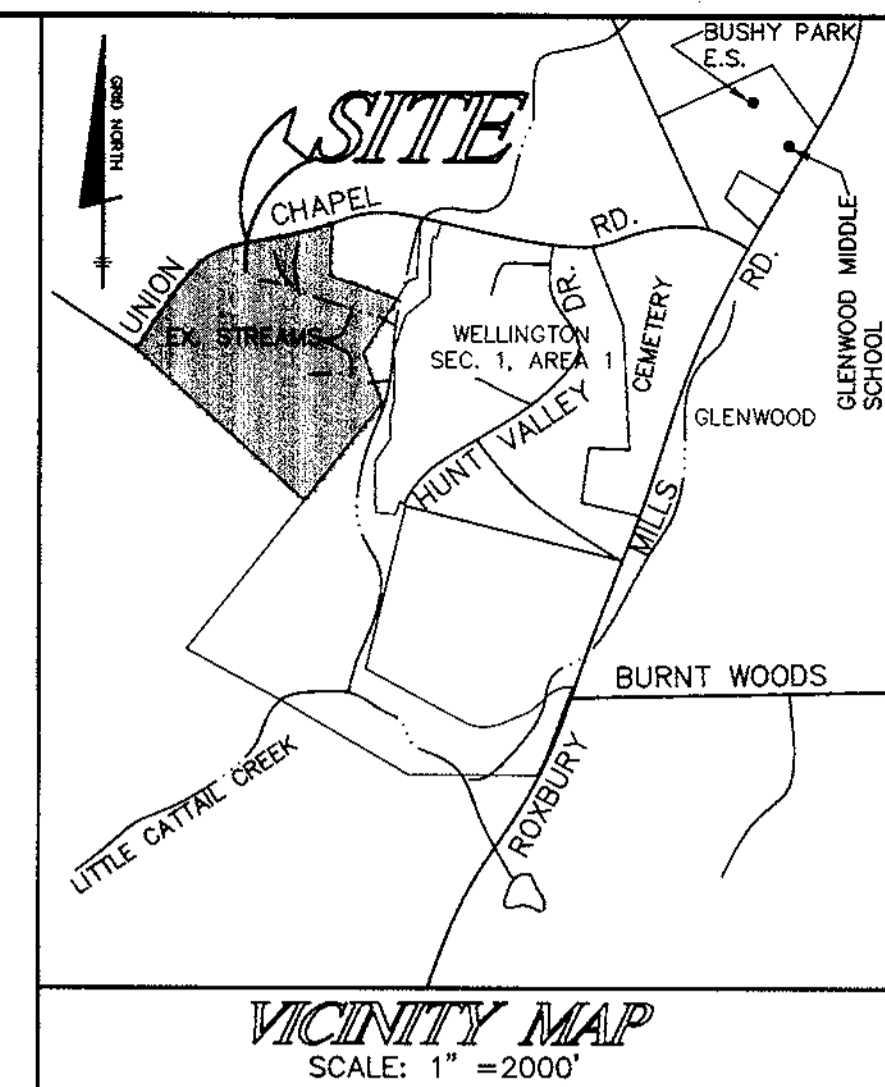 BUSHY PARK
E.S.
GRID NORTH
SITE
GLENWOOD MIDDLE
SCHOOL
UNION CHAPEL RD.
EX. STREAMS
WELLINGTON
SEC. 1, AREA 1
HUNT VALLEY DR.
CEMETERY
GLENWOOD
ROXBURY MILLS RD.
BURNT WOODS
LITTLE CATTAIL CREEK
VICINITY MAP
SCALE: 1" =2000'